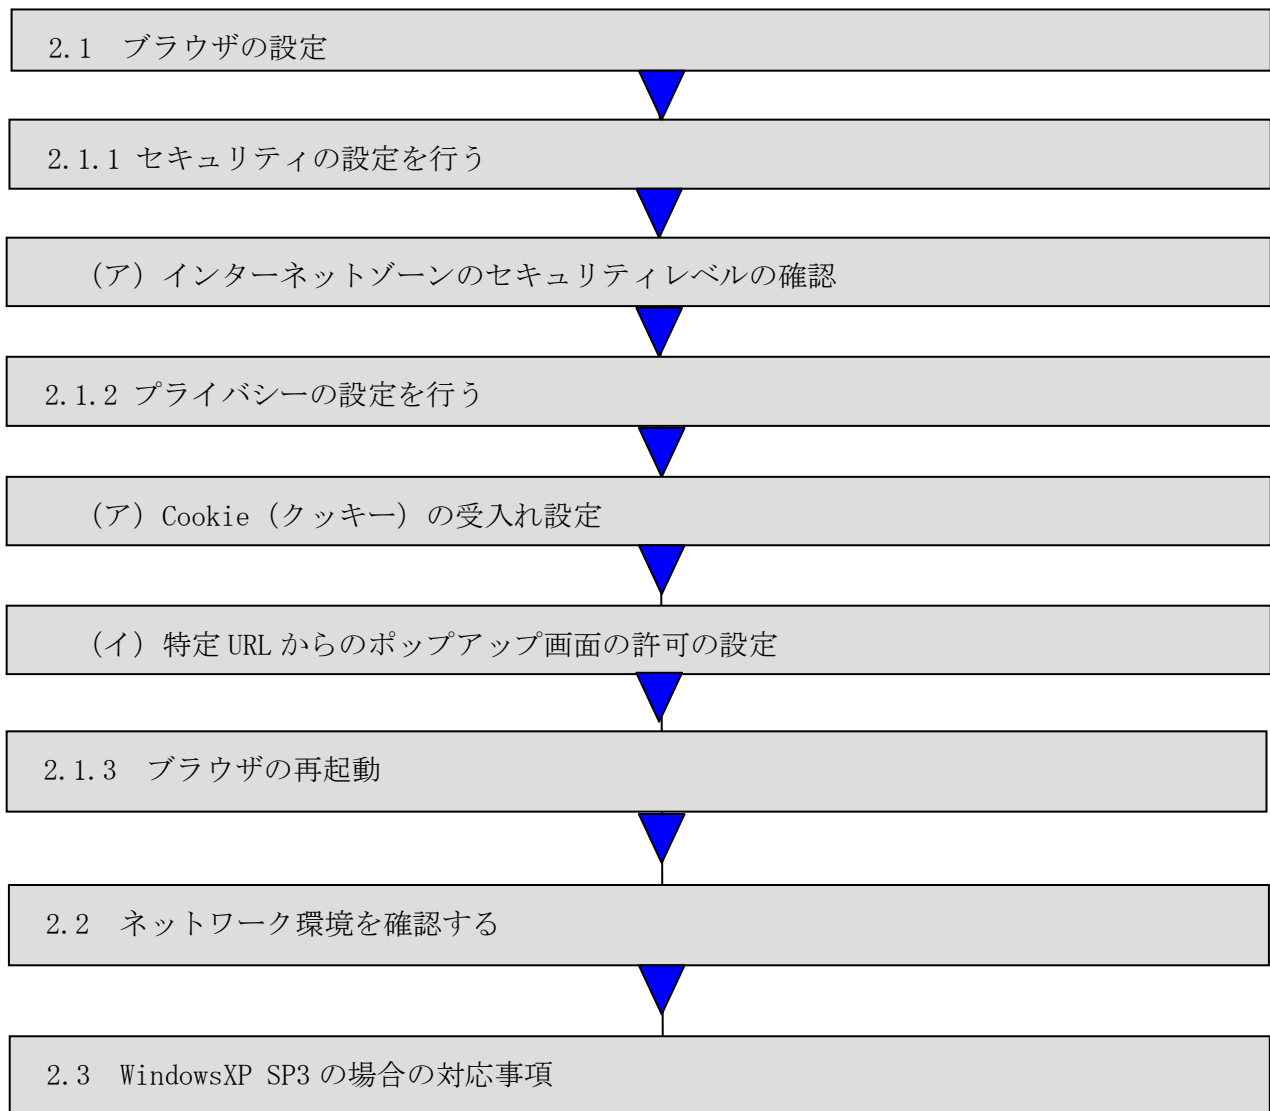 2.1　ブラウザの設定
2.1.1 セキュリティの設定を行う
（ア）インターネットゾーンのセキュリティレベルの確認
2.1.2 プライバシーの設定を行う
（ア）Cookie（クッキー）の受入れ設定
（イ）特定 URL からのポップアップ画面の許可の設定
2.1.3　ブラウザの再起動
2.2　ネットワーク環境を確認する
2.3　WindowsXP SP3 の場合の対応事項